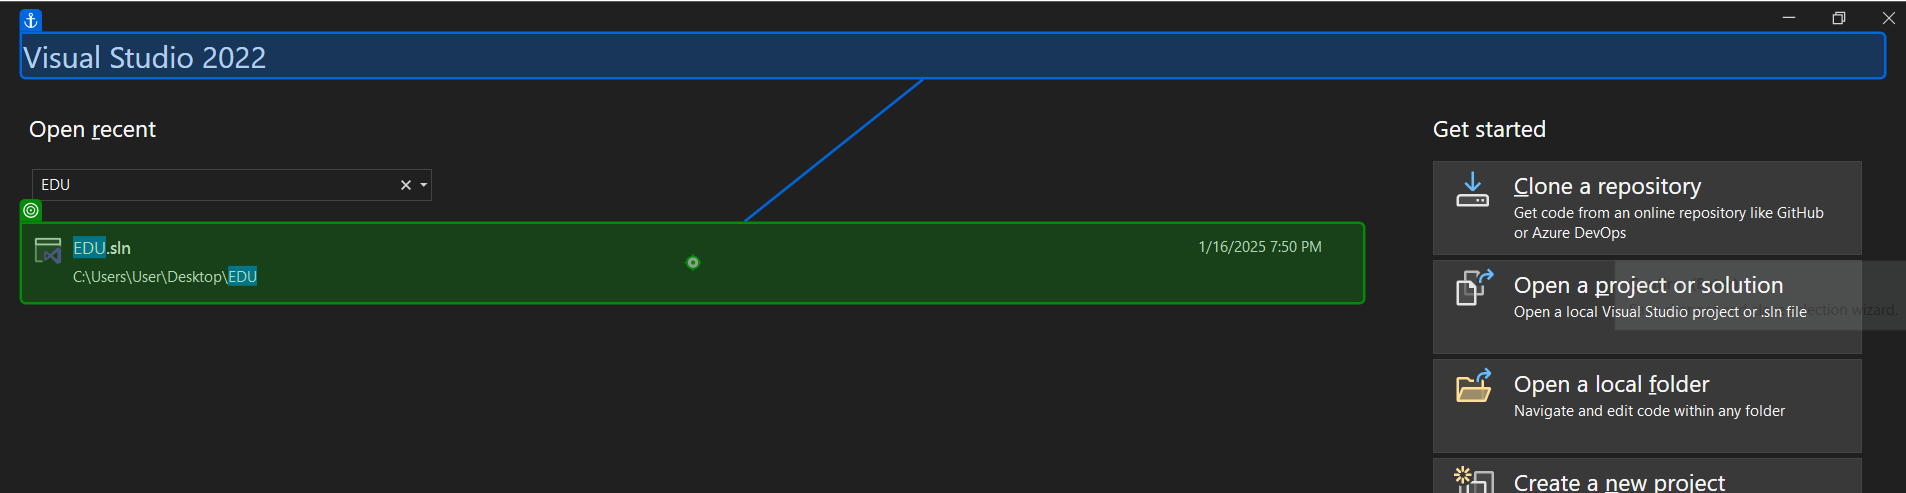 Visual Studio 2022
Open recent
EDU
EDU.sln
1/16/2025 7:50 PM
C:\Users\User\Desktop\EDU
Get started
Clone a repository
Get code from an online repository like GitHub
or Azure DevOps
Open a project or solution
Open a local Visual Studio project or .sln file
wizard.
Open a local folder
Navigate and edit code within any folder
Create a new project